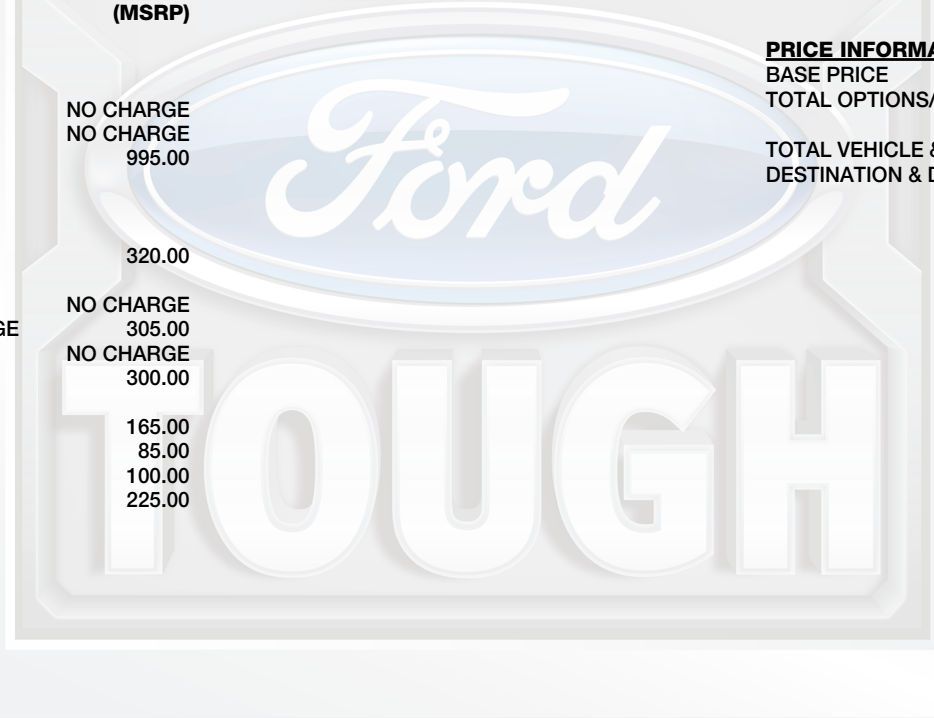 (MSRP)
NO CHARGE
NO CHARGE
995.00
320.00
NO CHARGE
GE 305.00
NO CHARGE
300.00
165.00
85.00
100.00
225.00
PRICE INFORMA
BASE PRICE
TOTAL OPTIONS/
TOTAL VEHICLE &
DESTINATION & D
Ford
TOUGH